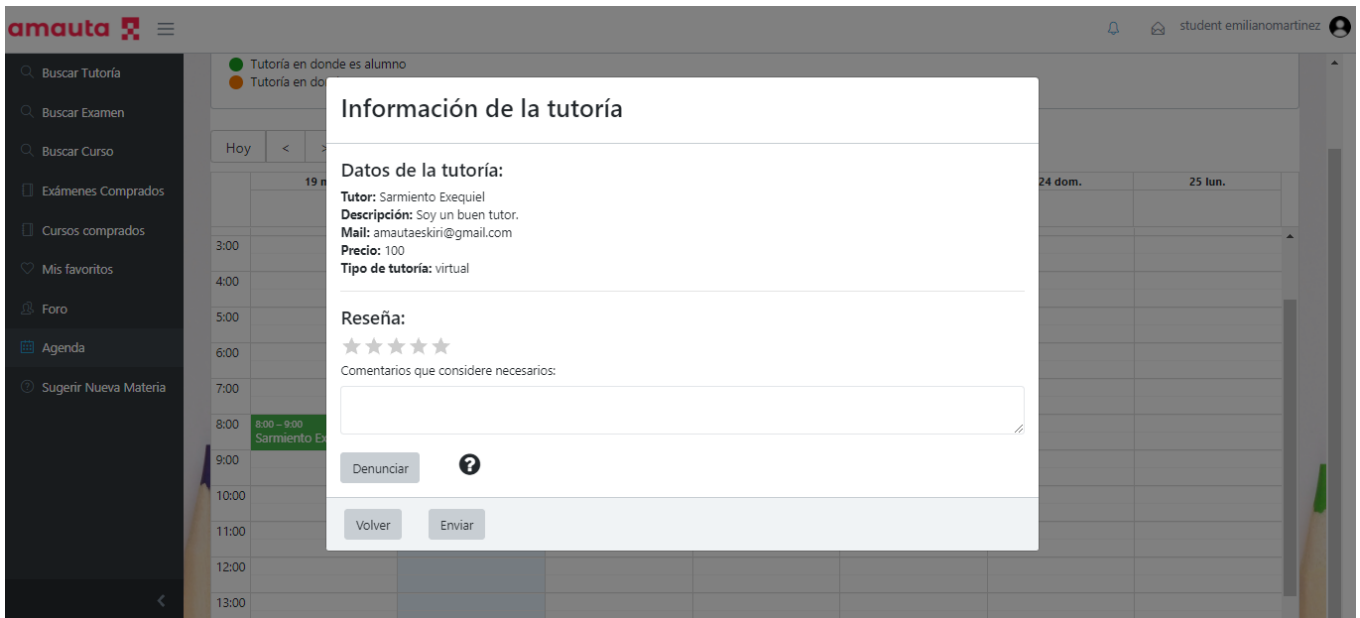 amauta
student emilianomartinez
Buscar Tutoría
Buscar Examen
Buscar Curso
Exámenes Comprados
Cursos comprados
Mis favoritos
Foro
Agenda
Sugerir Nueva Materia
Tutoría en donde es alumno
Tutoría en
Hoy < >
19
24 dom.
25 lun.
3:00
4:00
5:00
6:00
7:00
8:00
8:00 – 9:00
Sarmiento
9:00
10:00
11:00
12:00
13:00
Información de la tutoría
Datos de la tutoría:
Tutor: Sarmiento Exequiel
Descripción: Soy un buen tutor.
Mail: amautaeskiri@gmail.com
Precio: 100
Tipo de tutoría: virtual
Reseña:
Comentarios que considere necesarios:
Denunciar ?
Volver Enviar